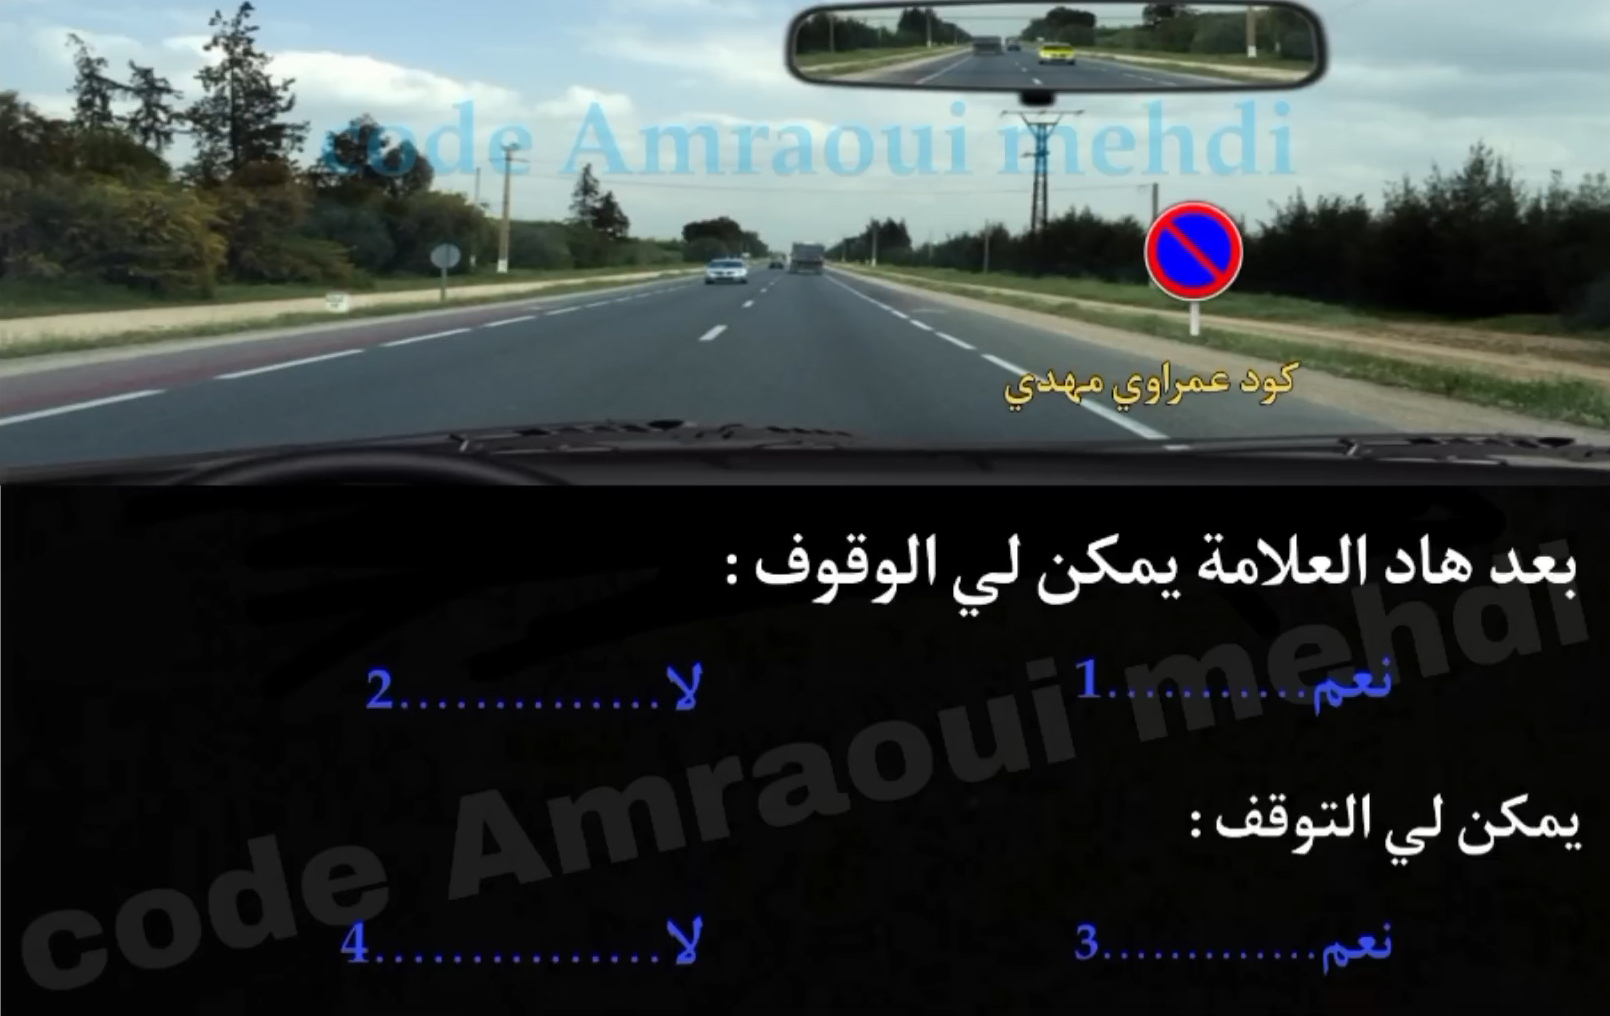 code Amraoui mehdi
كود عمراوي مهدي
بعد هاد العلامة يمكن لي الوقوف :
نعم...........1 لا..............2
يمكن لي التوقف :
نعم............3 لا...............4
code Amraoui mehdi